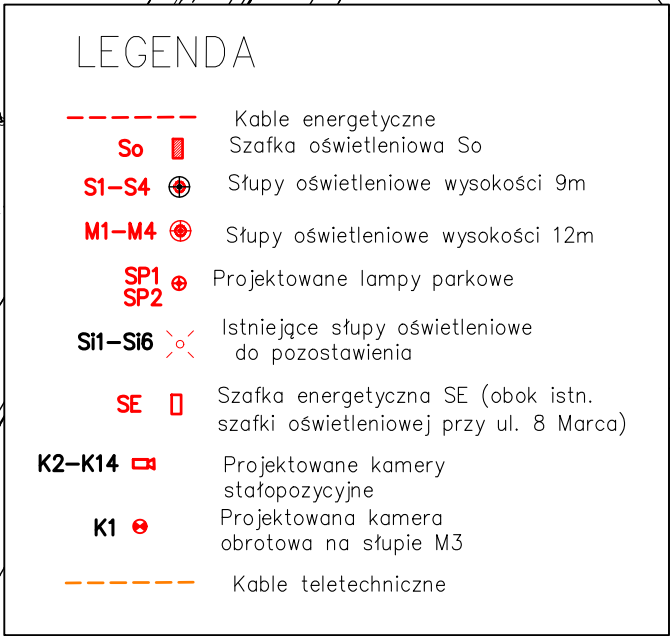 LEGENDA
Kable energetyczne
So Szafka oświetleniowa So
S1-S4 Słupy oświetleniowe wysokości 9m
M1-M4 Słupy oświetleniowe wysokości 12m
SP1 Projektowane lampy parkowe
SP2
Si1-Si6 Istniejące słupy oświetleniowe
do pozostawienia
SE Szafka energetyczna SE (obok istn.
szafki oświetleniowej przy ul. 8 Marca)
K2-K14 Projektowane kamery
stałopozycyjne
K1 Projektowana kamera
obrotowa na słupie M3
Kable teletechniczne